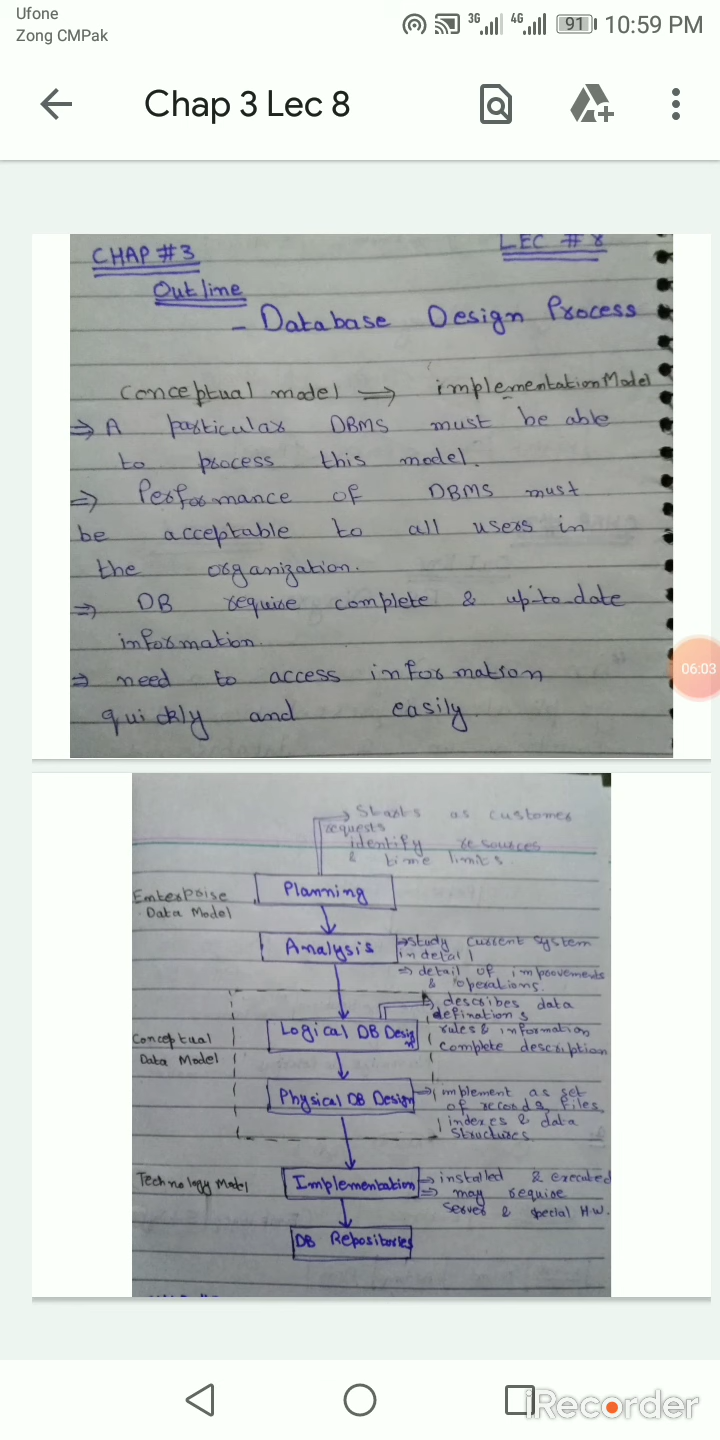 Ufone
Zong CMPak
3G 4G 91 10:59 PM
Chap 3 Lec 8
CHAP #3 LEC # 8
Outline
- Database Design Process
Conceptual model ⇒ implementationModel
⇒ A particular DBMS must be able
to process this model.
⇒ Performance of DBMS must
be acceptable to all users in
the organization.
⇒ DB require complete & up-to-date
information.
⇒ need to access information
quickly and easily
06:03
→ Starts as customer
requests
identify resources
& time limits.
Planning
Enterprise
Data Model
Analysis
→ study current system
in detail
⇒ detail of improvements
& operations.
→ describes data
definations
rules & information
complete description
Logical DB Design
Conceptual
Data Model
Physical DB Design
→ implement as set
of records, files,
indexes & data
structures.
Technology Model
Implementation
→ installed & executed
⇒ may require
Server & special H.W.
DB Repositories
iRecorder